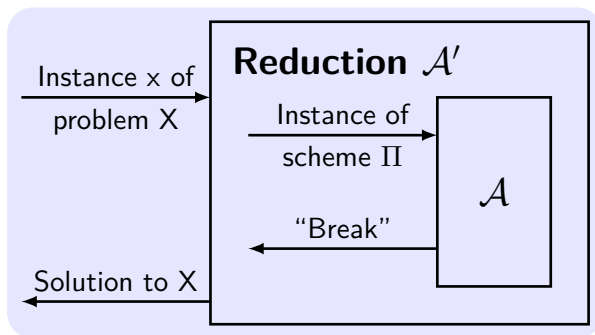 Reduction 𝒜′
Instance x of
problem X
Instance of
scheme Π
𝒜
“Break”
Solution to X